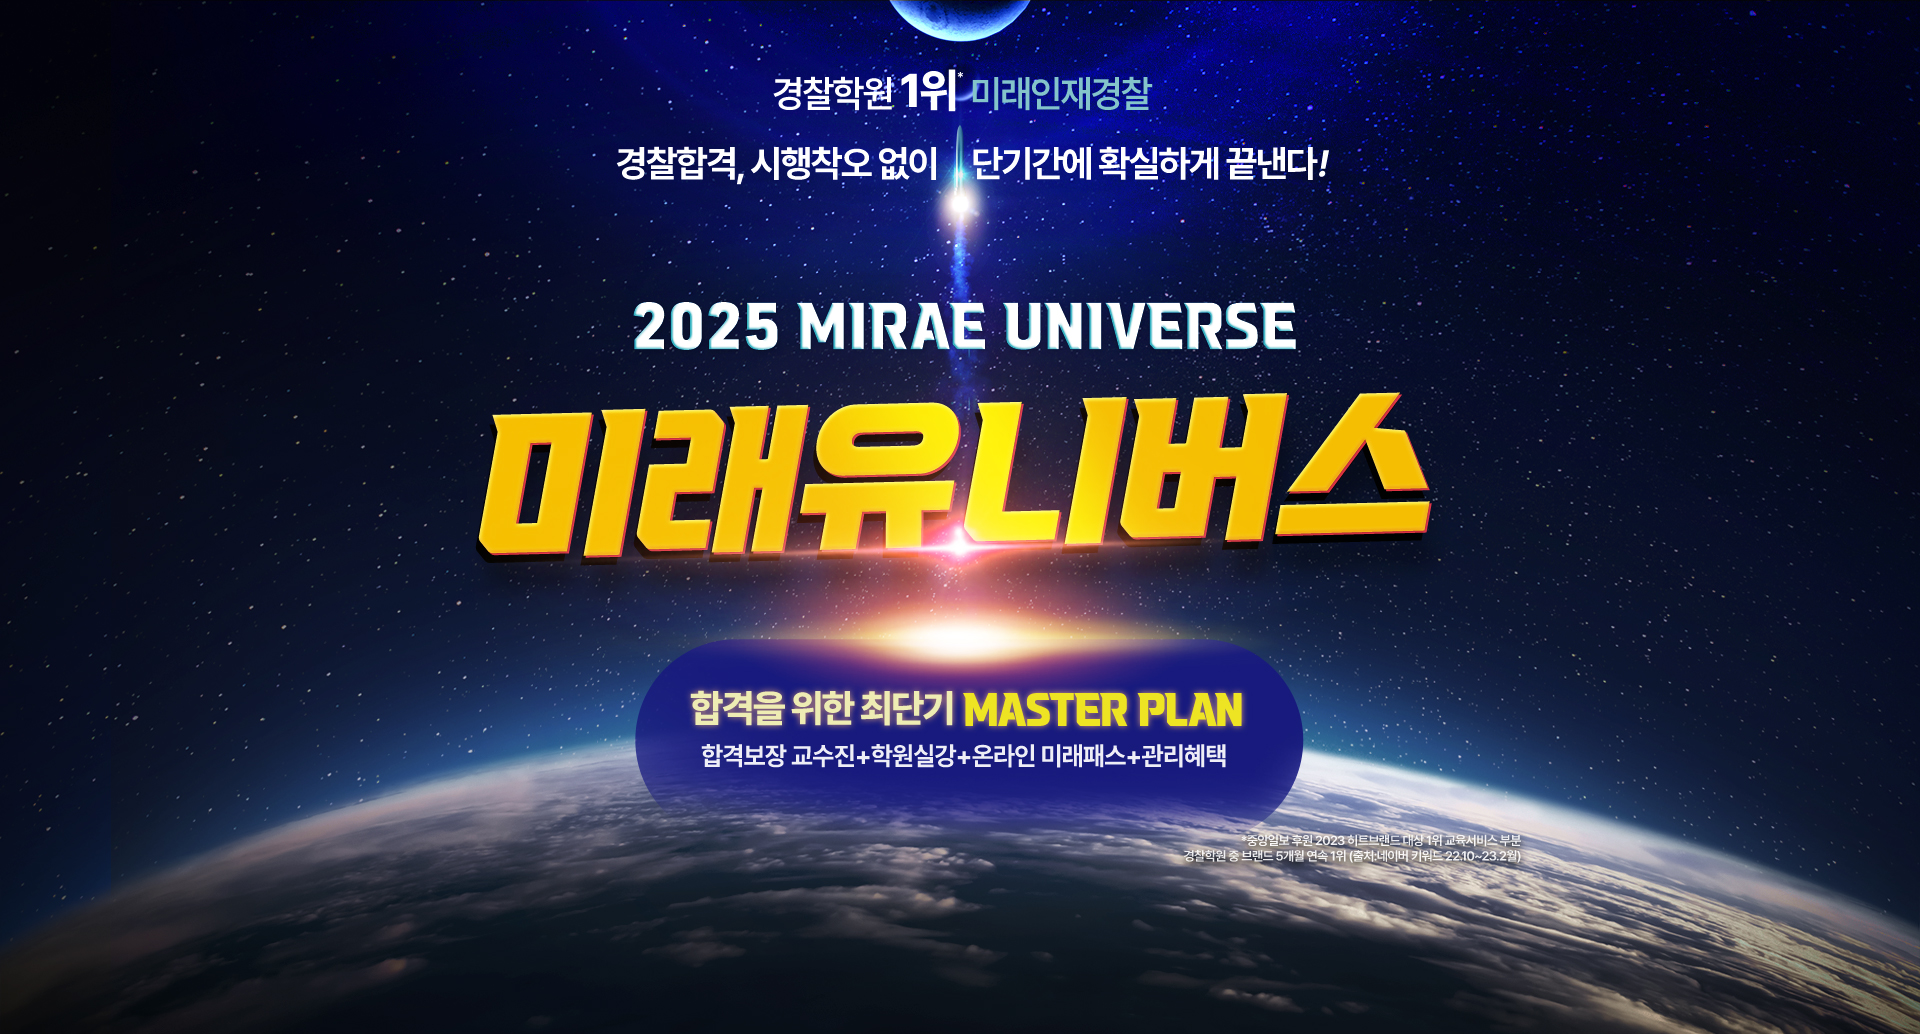 경찰학원 1위* 미래인재경찰
경찰합격, 시행착오 없이 단기간에 확실하게 끝낸다!
2025 MIRAE UNIVERSE
미래유니버스
합격을 위한 최단기 MASTER PLAN
합격보장 교수진+학원실강+온라인 미래패스+관리혜택
*중앙일보 후원 2023 히트브랜드 대상 1위 교육서비스 부분
경찰학원 중 브랜드 5개월 연속 1위 (출처:네이버 키워드 22.10~23.2월)